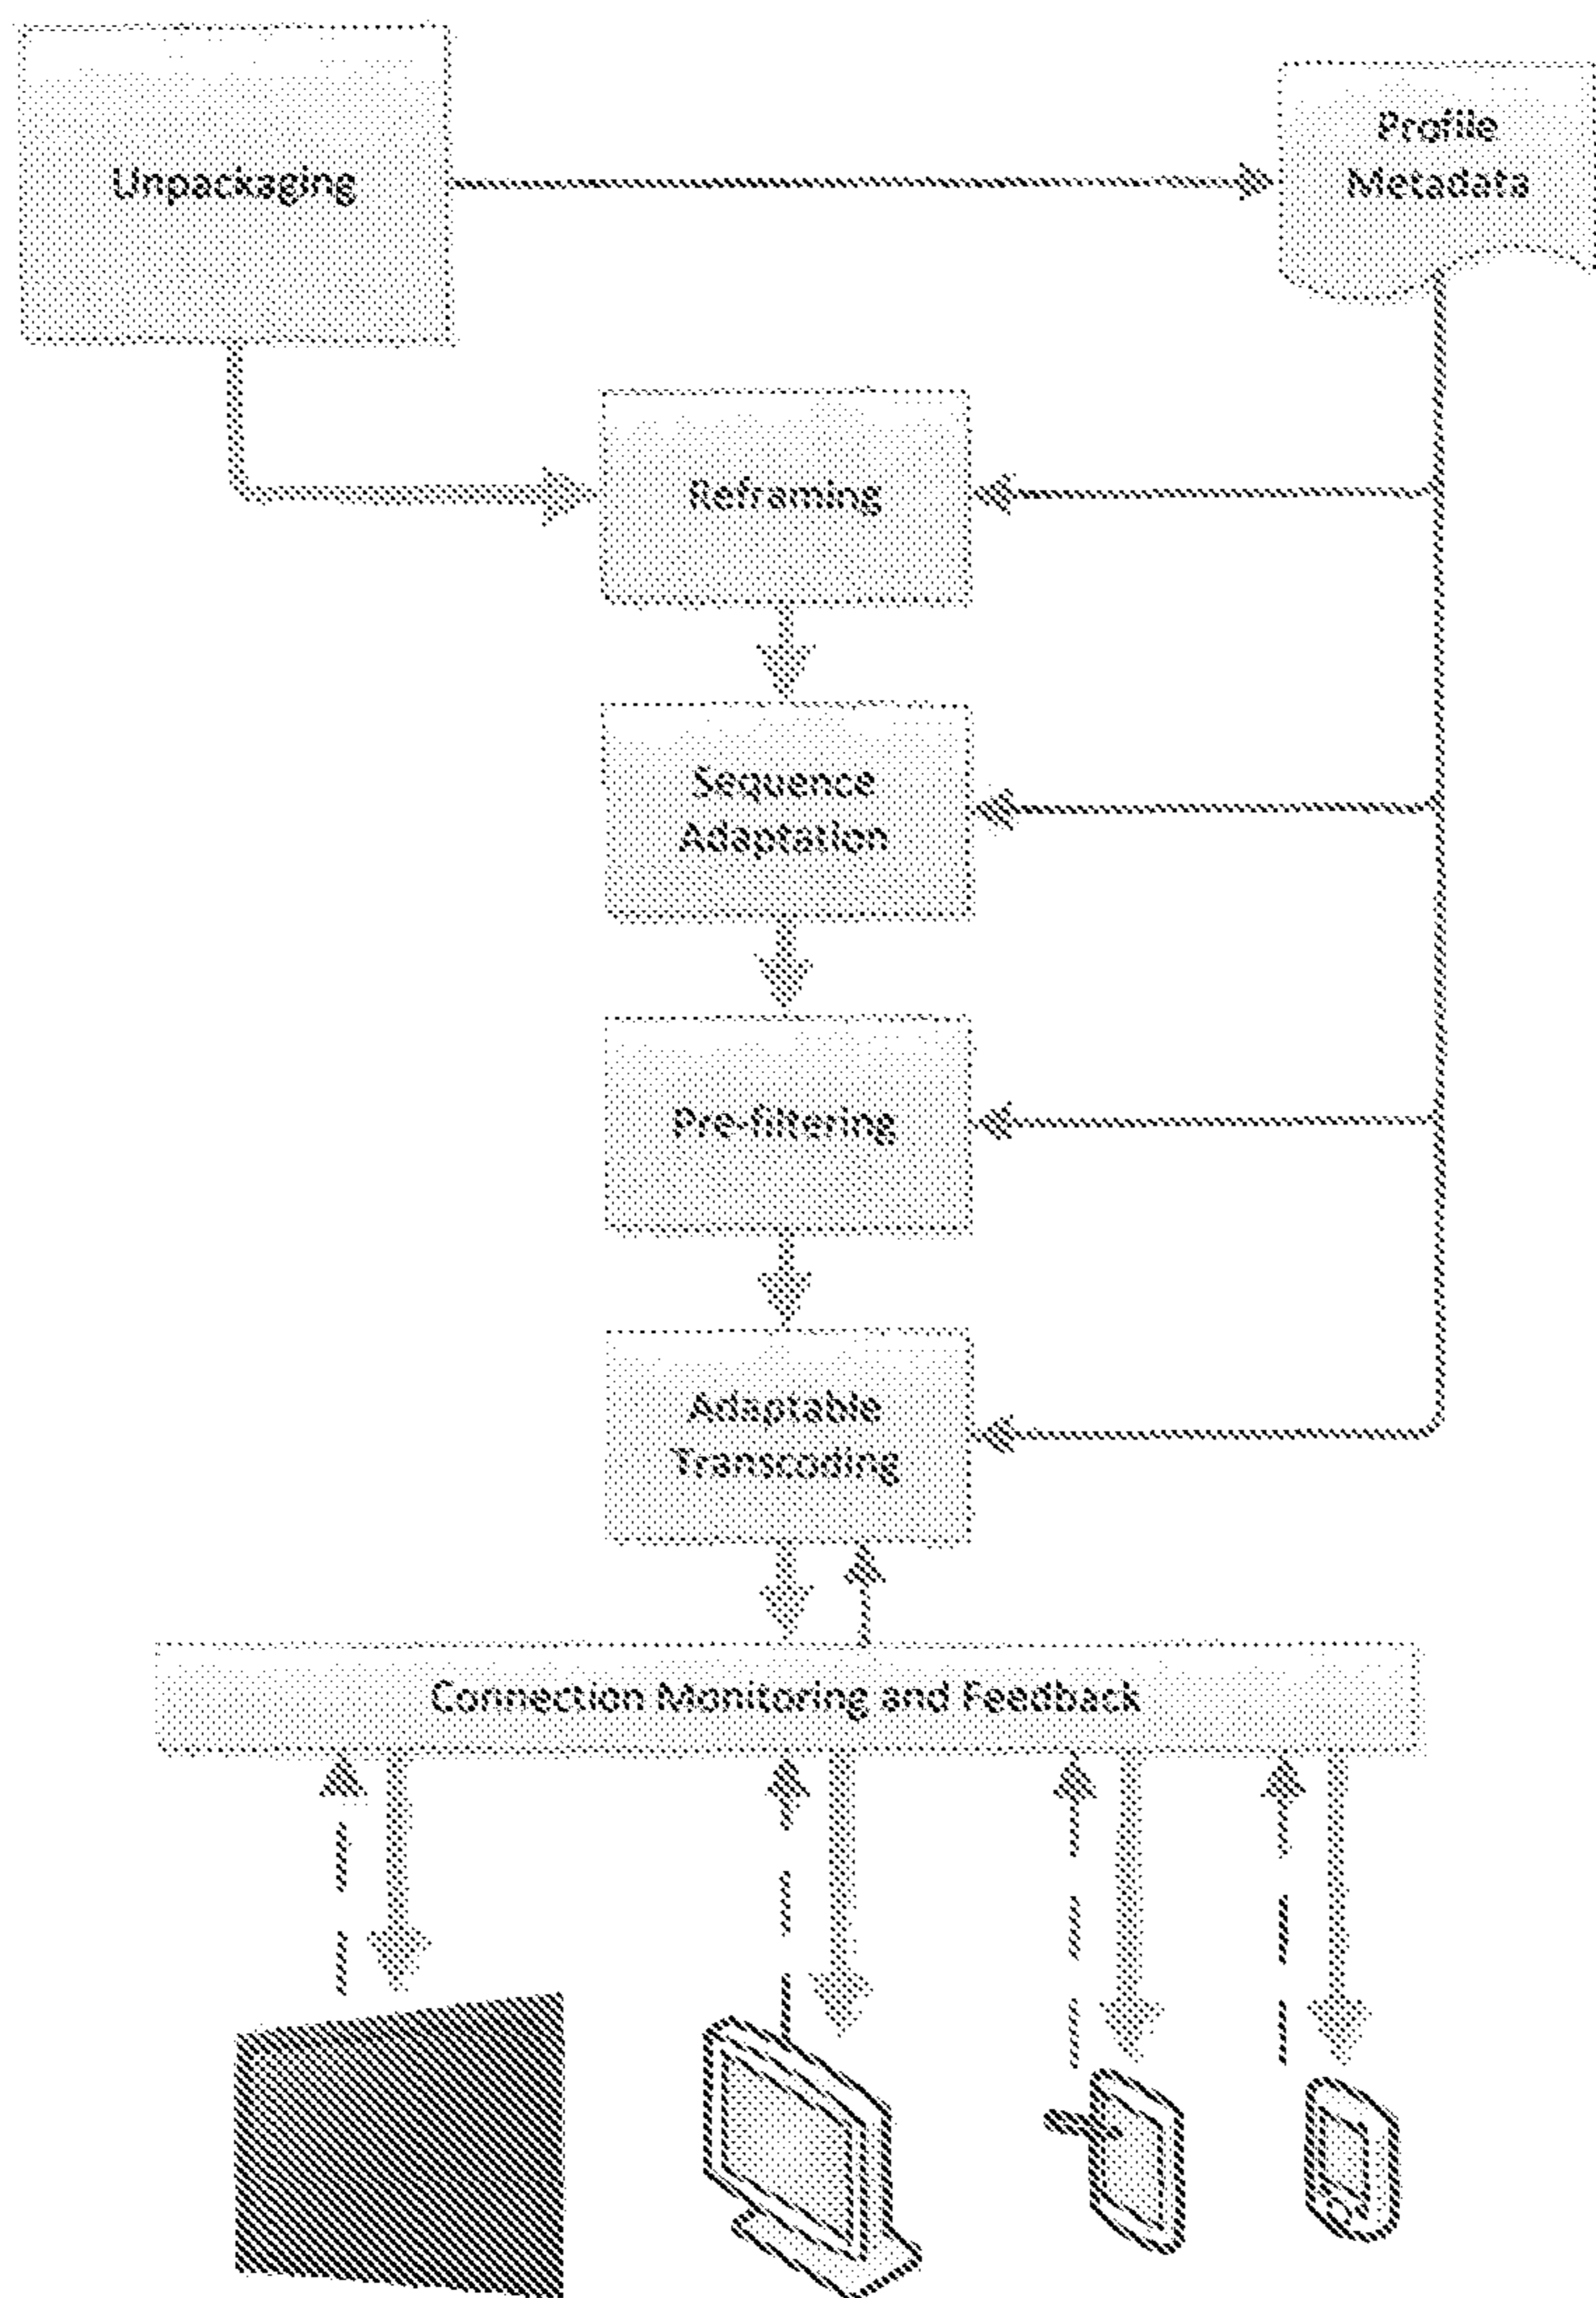 Unpackaging
Profile
Metadata
Reframing
Sequence
Adaptation
Pre-filtering
Adaptable
Transcoding
Connection Monitoring and Feedback